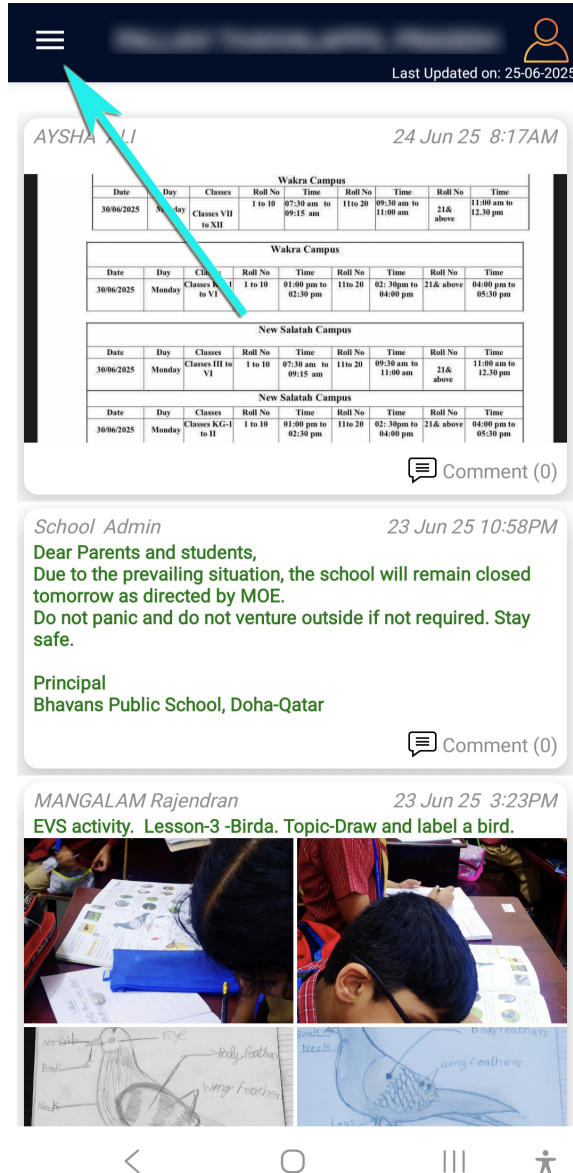 Last Updated on: 25-06-2025
AYSHA ALI 24 Jun 25 8:17AM
Wakra Campus
Date Day Classes Roll No Time Roll No Time Roll No Time
30/06/2025 Classes VII to XII 1 to 10 07:30 am to 09:15 am 11to 20 09:30 am to 11:00 am 21& above 11:00 am to 12.30 pm
Wakra Campus
Date Day Roll No Time Roll No Time Roll No Time
30/06/2025 Monday Classes to VI 1 to 10 01:00 pm to 02:30 pm 11to 20 02: 30pm to 04:00 pm 21& above 04:00 pm to 05:30 pm
New Salatah Campus
Date Day Classes Roll No Time Roll No Time Roll No Time
30/06/2025 Monday Classes III to VI 1 to 10 07:30 am to 09:15 am 11to 20 09:30 am to 11:00 am 21& above 11:00 am to 12.30 pm
New Salatah Campus
Date Day Classes Roll No Time Roll No Time Roll No Time
30/06/2025 Monday Classes KG-1 to II 1 to 10 01:00 pm to 02:30 pm 11to 20 02: 30pm to 04:00 pm 21& above 04:00 pm to 05:30 pm
Comment (0)
School Admin 23 Jun 25 10:58PM
Dear Parents and students,
Due to the prevailing situation, the school will remain closed
tomorrow as directed by MOE.
Do not panic and do not venture outside if not required. Stay
safe.
Principal
Bhavans Public School, Doha-Qatar
Comment (0)
MANGALAM Rajendran 23 Jun 25 3:23PM
EVS activity. Lesson-3 -Birda. Topic-Draw and label a bird.
Eye
Body feathers
Beak
Wing feathers
Neck
Beak
Body feathers
Neck
wing feathers
Legs